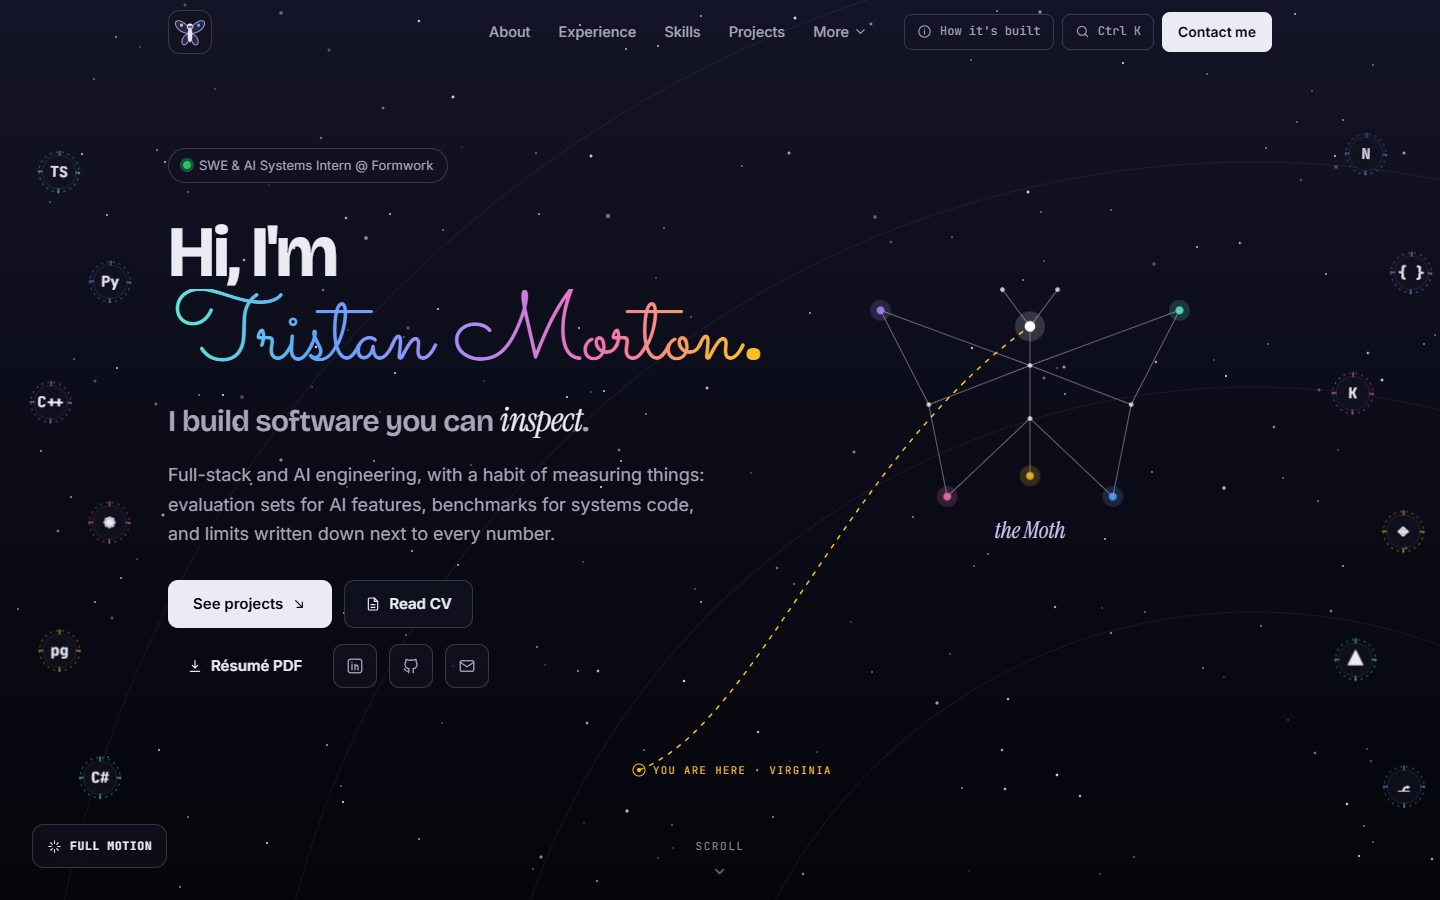 About Experience Skills Projects More How it's built Ctrl K Contact me
SWE & AI Systems Intern @ Formwork
Hi, I'm
Tristan Morton.
I build software you can inspect.
Full-stack and AI engineering, with a habit of measuring things:
evaluation sets for AI features, benchmarks for systems code,
and limits written down next to every number.
See projects
Read CV
Résumé PDF
in
TS
Py
C++
pg
C#
N
{ }
K
the Moth
YOU ARE HERE · VIRGINIA
FULL MOTION
SCROLL